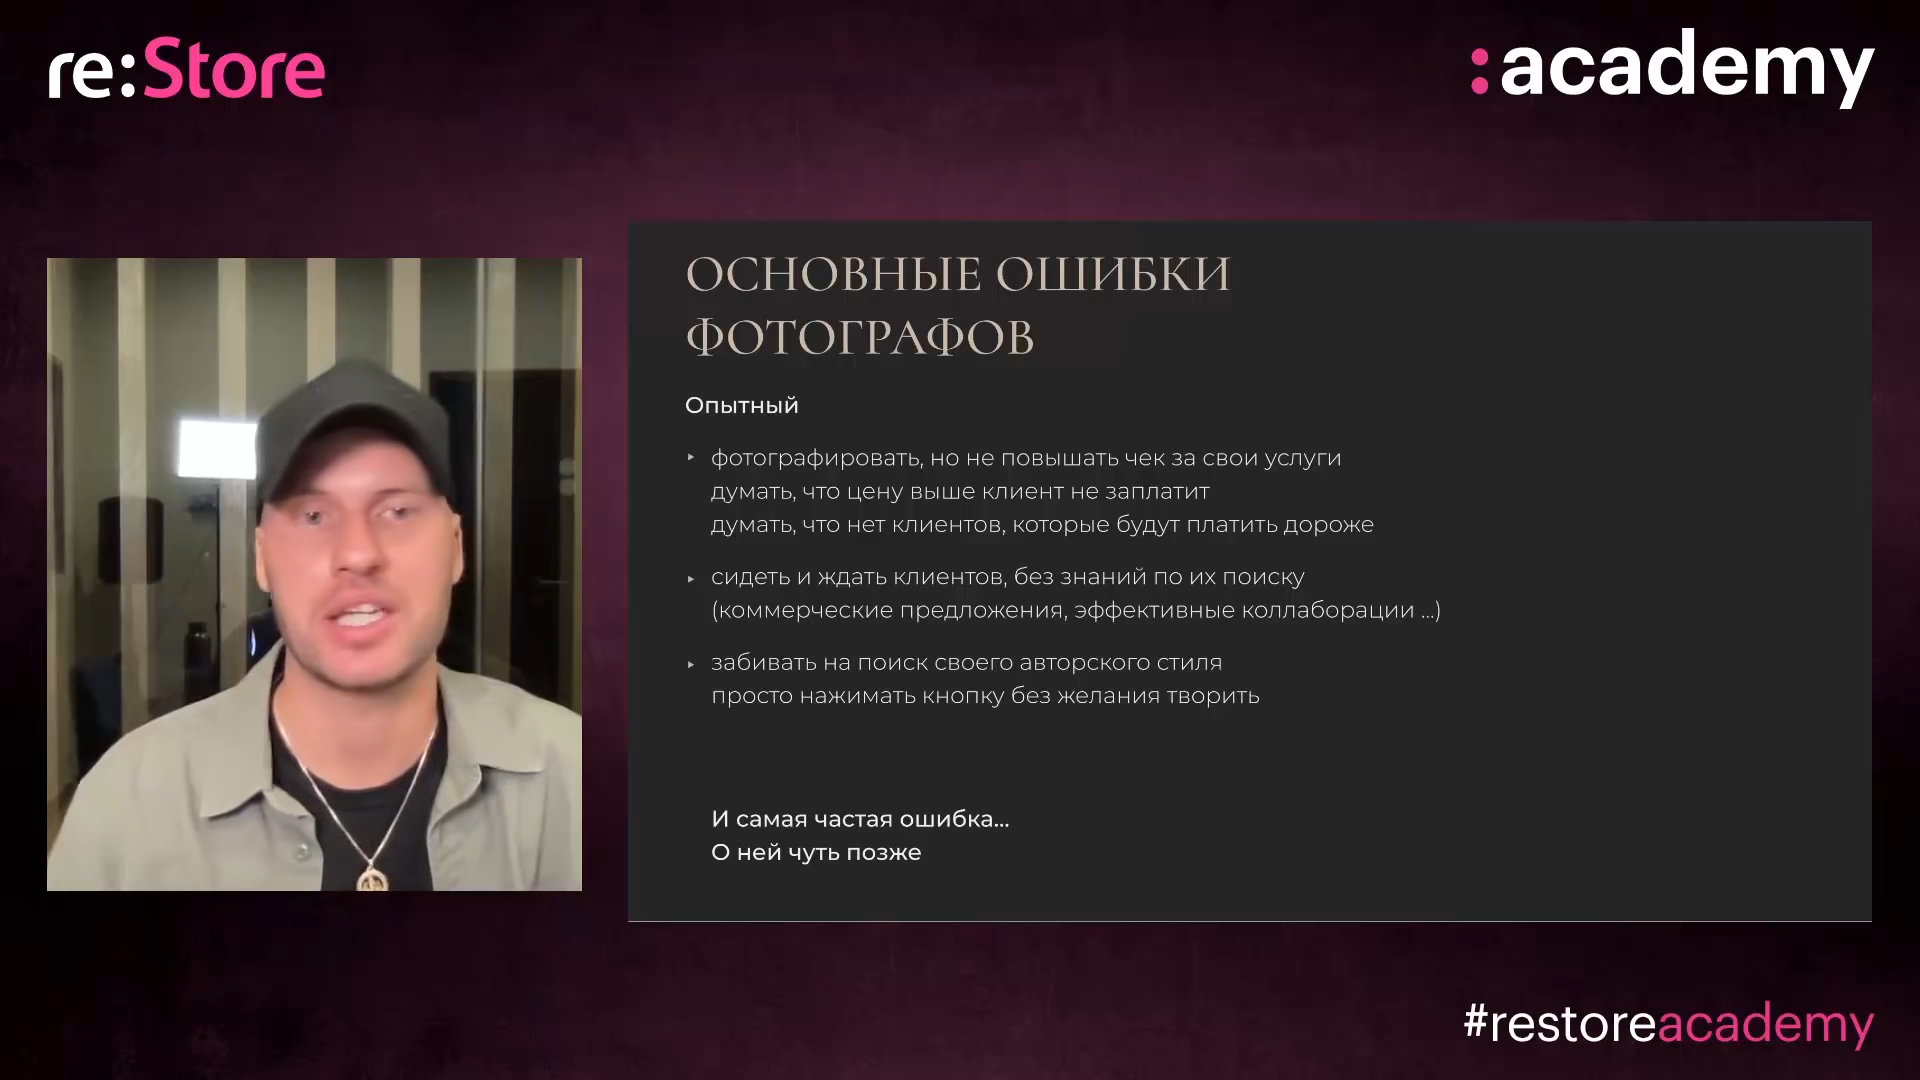 re:Store
:academy
ОСНОВНЫЕ ОШИБКИ
ФОТОГРАФОВ
Опытный
‣ фотографировать, но не повышать чек за свои услуги
думать, что цену выше клиент не заплатит
думать, что нет клиентов, которые будут платить дороже
‣ сидеть и ждать клиентов, без знаний по их поиску
(коммерческие предложения, эффективные коллаборации ...)
‣ забивать на поиск своего авторского стиля
просто нажимать кнопку без желания творить
И самая частая ошибка...
О ней чуть позже
#restoreacademy